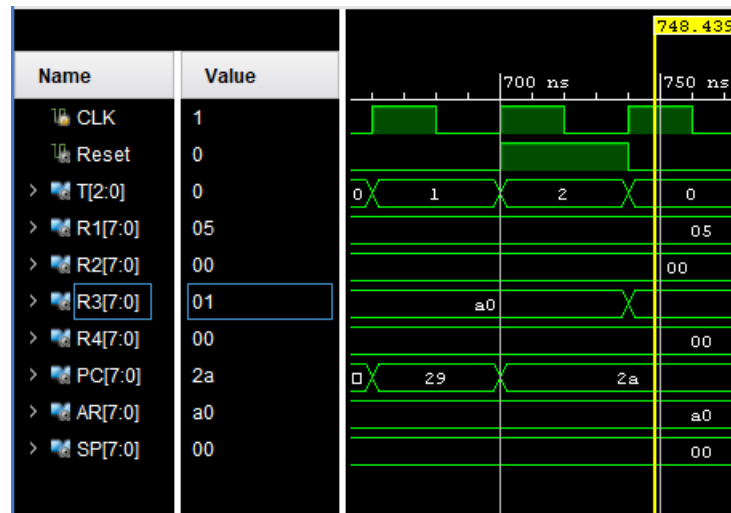 748.439
Name Value
700 ns 750 ns
CLK 1
Reset 0
T[2:0] 0 0 1 2 0
R1[7:0] 05 05
R2[7:0] 00 00
R3[7:0] 01 a0
R4[7:0] 00 00
PC[7:0] 2a 29 2a
AR[7:0] a0 a0
SP[7:0] 00 00